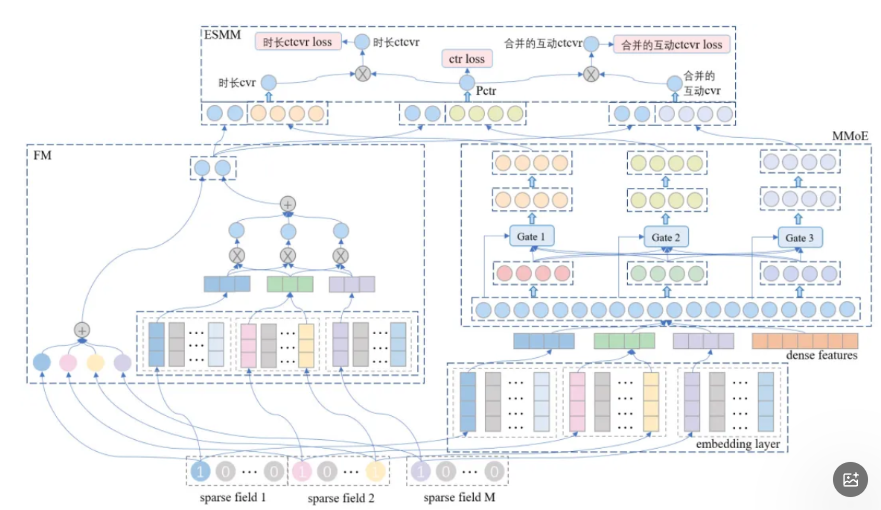 ESMM
时长ctcvr loss
时长ctcvr
合并的互动ctcvr
合并的互动ctcvr loss
ctr loss
时长cvr
Pctr
合并的
互动cvr
FM
MMoE
Gate 1
Gate 2
Gate 3
dense features
embedding layer
1 0 ••• 0
1 0 ••• 1
1 0 ••• 0
sparse field 1
sparse field 2
sparse field M